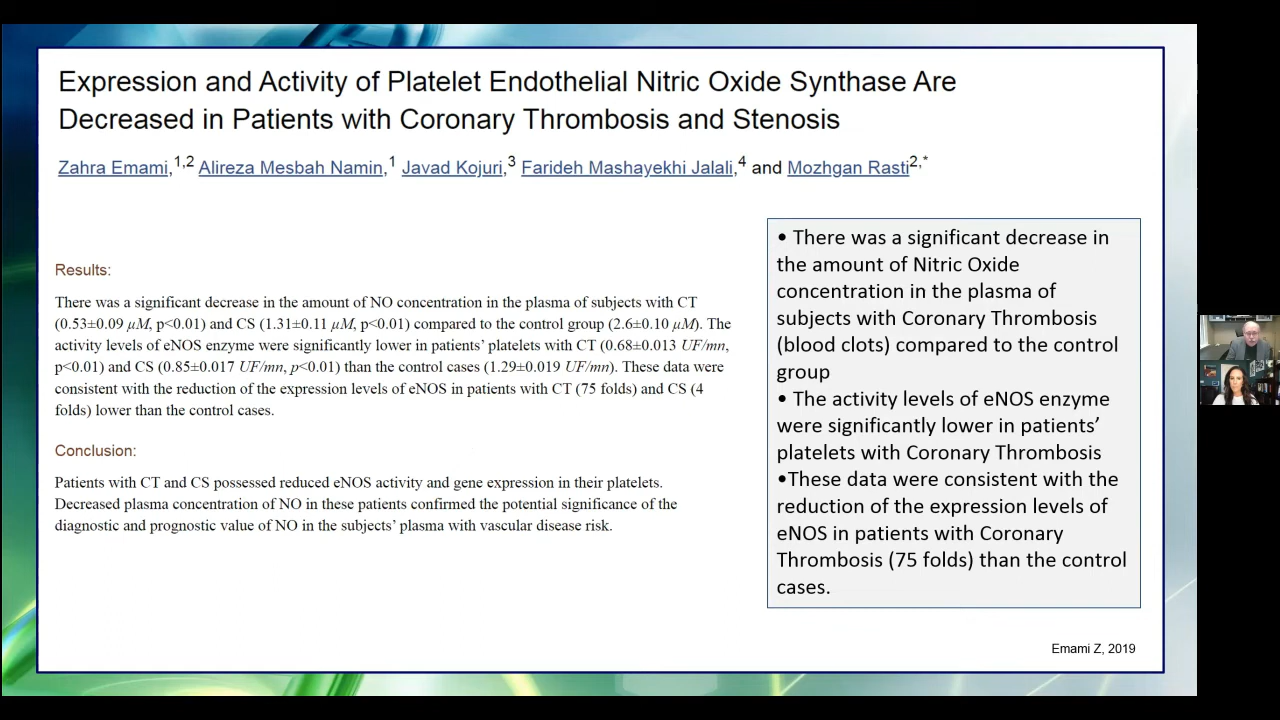 Expression and Activity of Platelet Endothelial Nitric Oxide Synthase Are
Decreased in Patients with Coronary Thrombosis and Stenosis
Zahra Emami,1,2 Alireza Mesbah Namin,1 Javad Kojuri,3 Farideh Mashayekhi Jalali,4 and Mozhgan Rasti2,*
Results:
There was a significant decrease in the amount of NO concentration in the plasma of subjects with CT
(0.53±0.09 μM, p<0.01) and CS (1.31±0.11 μM, p<0.01) compared to the control group (2.6±0.10 μM). The
activity levels of eNOS enzyme were significantly lower in patients’ platelets with CT (0.68±0.013 UF/mn,
p<0.01) and CS (0.85±0.017 UF/mn, p<0.01) than the control cases (1.29±0.019 UF/mn). These data were
consistent with the reduction of the expression levels of eNOS in patients with CT (75 folds) and CS (4
folds) lower than the control cases.
Conclusion:
Patients with CT and CS possessed reduced eNOS activity and gene expression in their platelets.
Decreased plasma concentration of NO in these patients confirmed the potential significance of the
diagnostic and prognostic value of NO in the subjects’ plasma with vascular disease risk.
• There was a significant decrease in
the amount of Nitric Oxide
concentration in the plasma of
subjects with Coronary Thrombosis
(blood clots) compared to the control
group
• The activity levels of eNOS enzyme
were significantly lower in patients’
platelets with Coronary Thrombosis
•These data were consistent with the
reduction of the expression levels of
eNOS in patients with Coronary
Thrombosis (75 folds) than the control
cases.
Emami Z, 2019